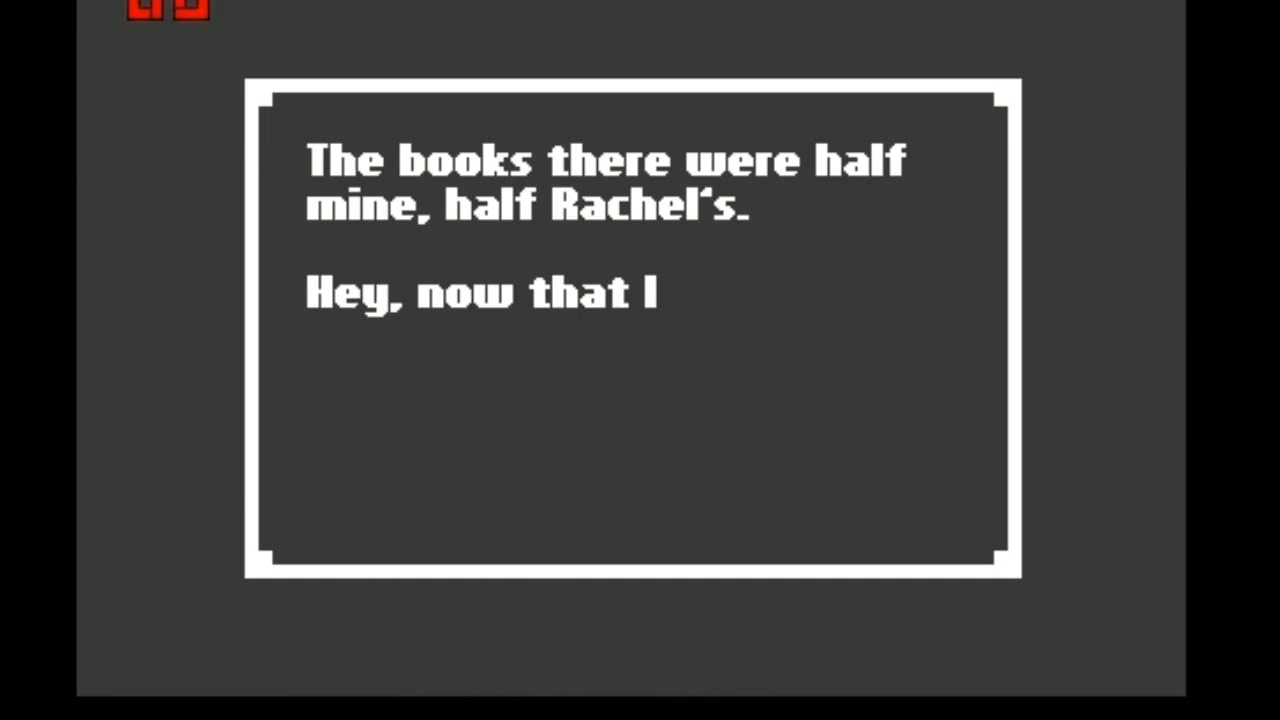 The books there were half
mine, half Rachel's.
Hey, now that I